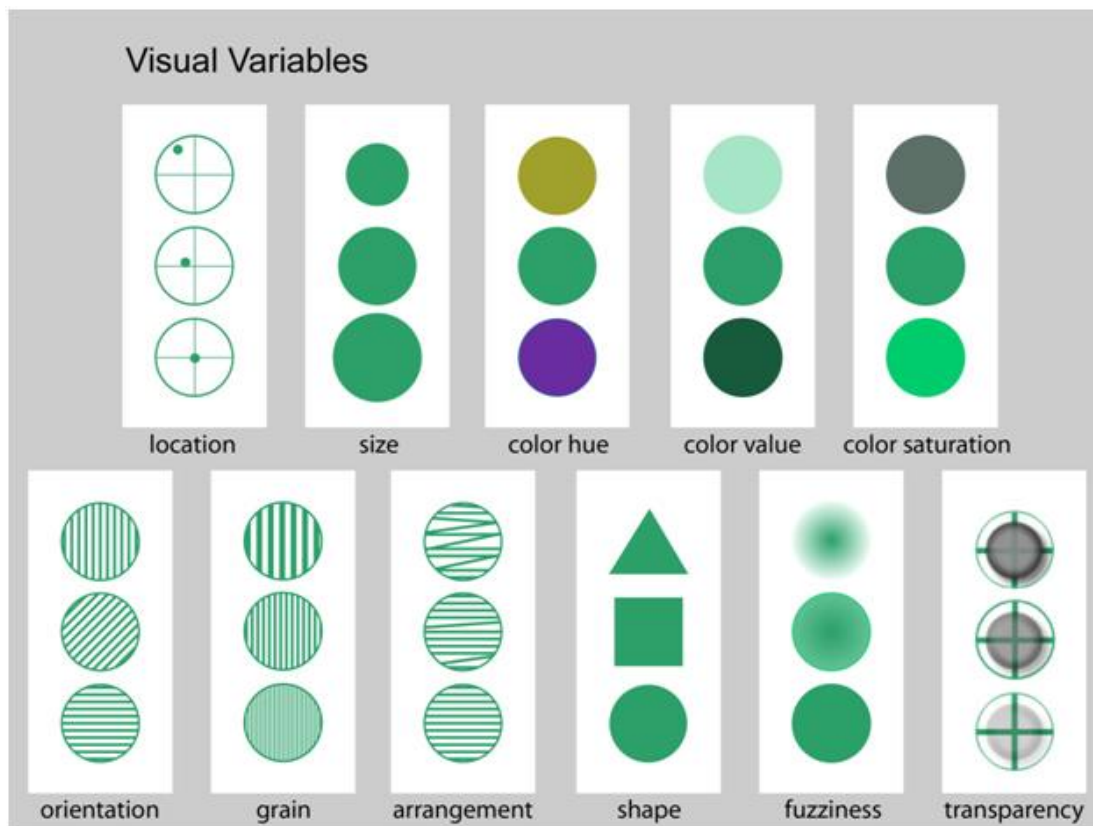 Visual Variables
location size color hue color value color saturation
orientation grain arrangement shape fuzziness transparency